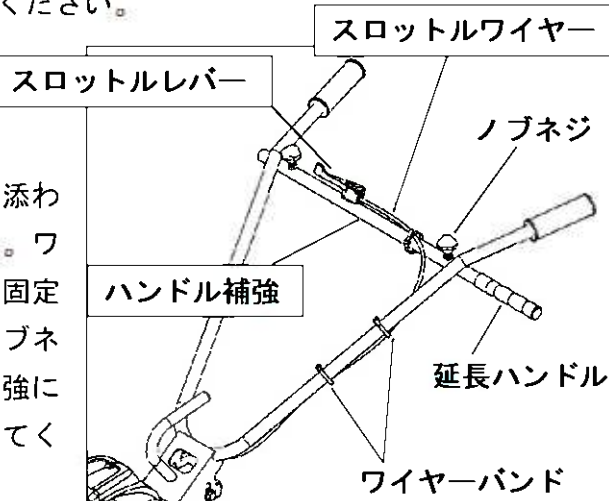 ください。
スロットルワイヤー
スロットルレバー
ノブネジ
添わ
。ワ
固定
ブネ
強に
てく
ハンドル補強
延長ハンドル
ワイヤーバンド